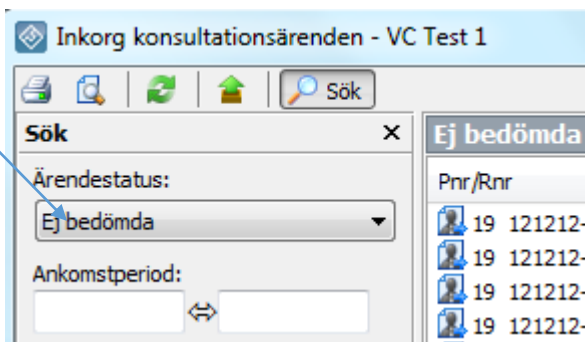 Inkorg konsultationsärenden - VC Test 1
Sök
Sök
Ärendestatus:
Ej bedömda
Ankomstperiod:
Ej bedömda
Pnr/Rnr
19 121212-
19 121212-
19 121212-
19 121212-